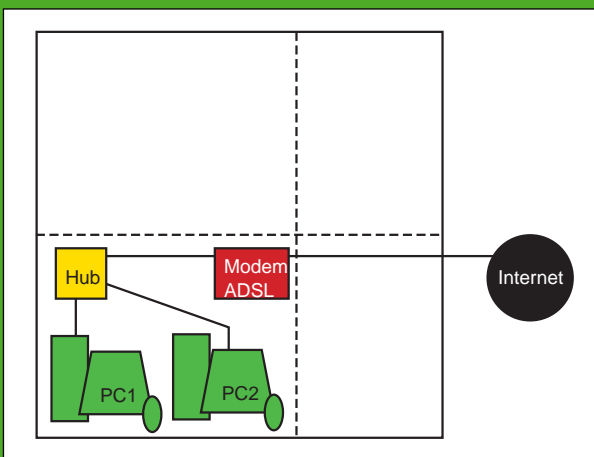 Hub
Modem
ADSL
Internet
PC1
PC2